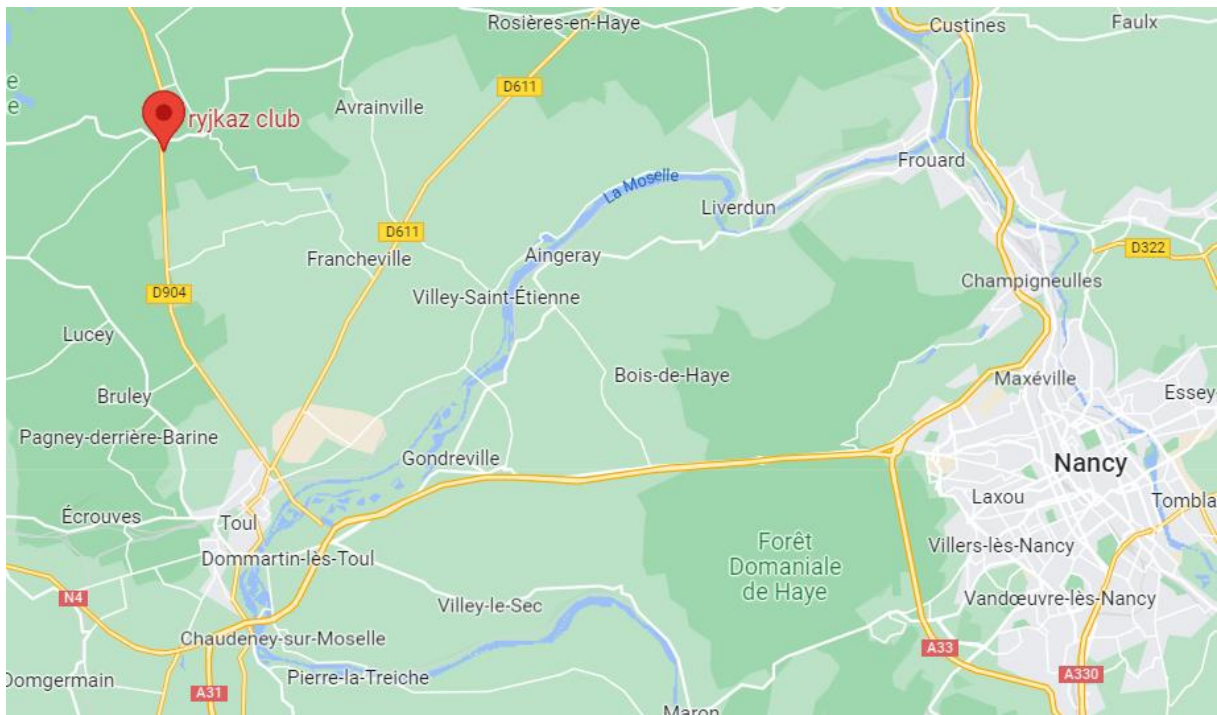 Rosières-en-Haye
Custines
Faulx
e
e
D611
Avrainville
ryjkaz club
Frouard
La Moselle
Liverdun
D611
Francheville
Aingeray
D322
Champigneulles
D904
Villey-Saint-Étienne
Lucey
Bois-de-Haye
Maxéville
Bruley
Essey-
Pagney-derrière-Barine
Gondreville
Nancy
Laxou
Tombla
Écrouves
Toul
Villers-lès-Nancy
Dommartin-lès-Toul
Forêt
Domaniale
de Haye
N4
Villey-le-Sec
Vandœuvre-lès-Nancy
Chaudeney-sur-Moselle
A33
Domgermain
Pierre-la-Treiche
A330
A31
Maron